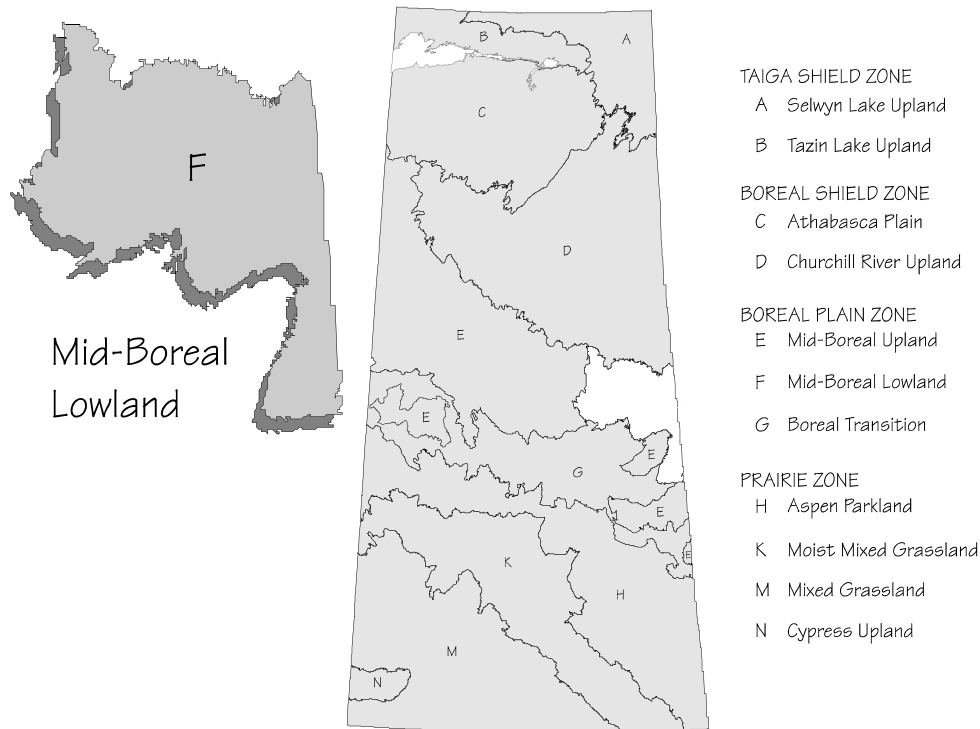 F
Mid-Boreal
Lowland
B
A
C
D
E
E
E
G
E
E
K
H
M
N
TAIGA SHIELD ZONE
A Selwyn Lake Upland
B Tazin Lake Upland
BOREAL SHIELD ZONE
C Athabasca Plain
D Churchill River Upland
BOREAL PLAIN ZONE
E Mid-Boreal Upland
F Mid-Boreal Lowland
G Boreal Transition
PRAIRIE ZONE
H Aspen Parkland
K Moist Mixed Grassland
M Mixed Grassland
N Cypress Upland